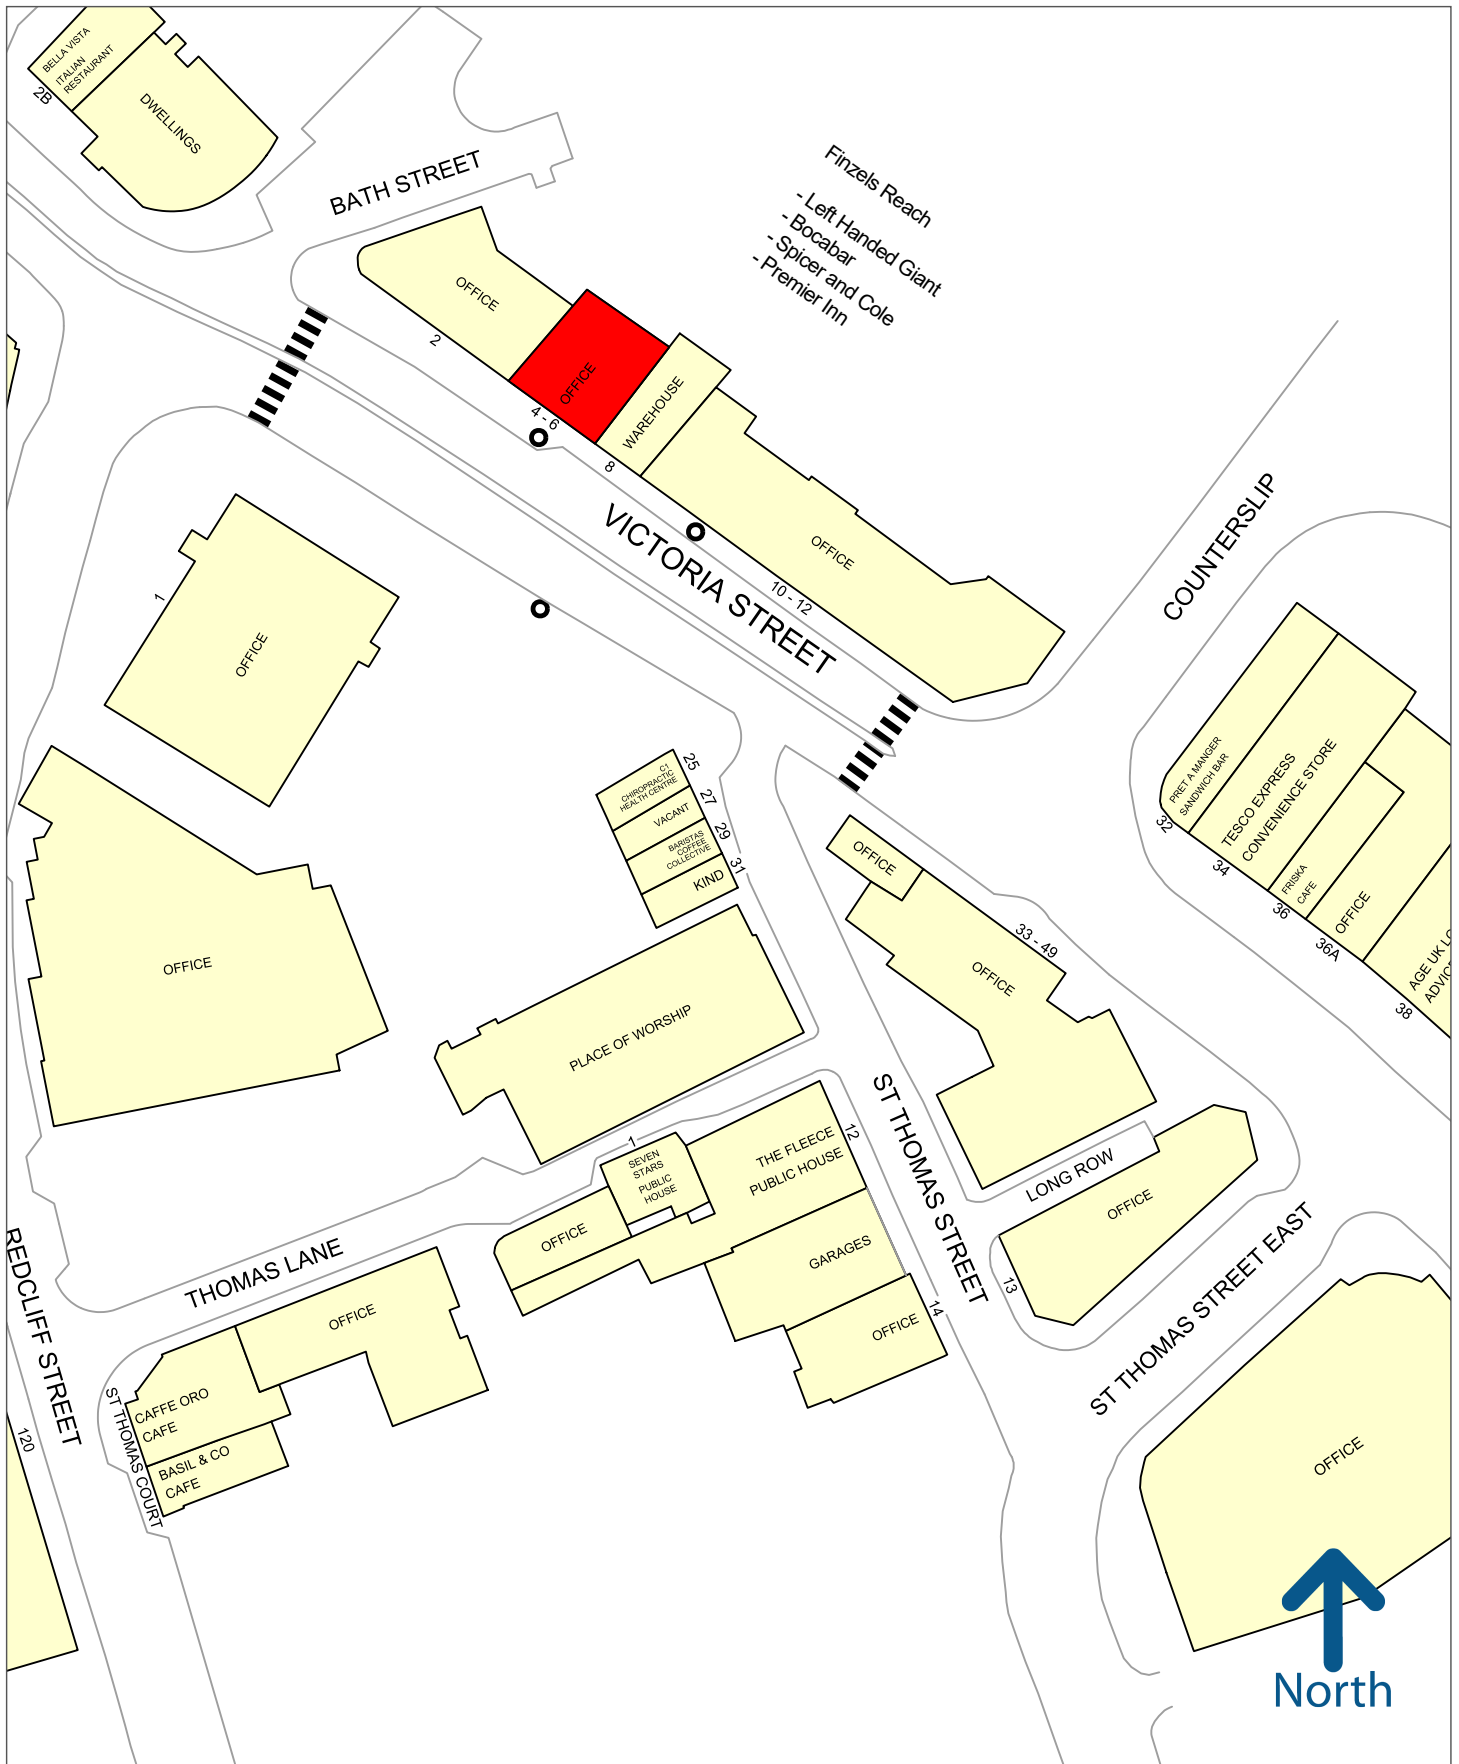 BELLA VISTA
ITALIAN
RESTAURANT
2B
DWELLINGS
BATH STREET
Finzels Reach
- Left Handed Giant
- Bocabar
- Spicer and Cole
- Premier Inn
OFFICE
2
OFFICE
4 - 6
WAREHOUSE
8
VICTORIA STREET
OFFICE
10 - 12
COUNTERSLIP
1
OFFICE
PRET A MANGER
SANDWICH BAR
32
TESCO EXPRESS
CONVENIENCE STORE
34
FRISKA
CAFE
36
OFFICE
36A
AGE UK LO
ADVIC
38
C1
CHIROPRACTIC
HEALTH CENTRE
25
VACANT
27
BARISTAS
COFFEE
COLLECTIVE
29
KIND
31
OFFICE
33 - 49
OFFICE
OFFICE
PLACE OF WORSHIP
ST THOMAS STREET
1
SEVEN
STARS
PUBLIC
HOUSE
THE FLEECE
PUBLIC HOUSE
12
LONG ROW
OFFICE
13
OFFICE
GARAGES
OFFICE
14
ST THOMAS STREET EAST
THOMAS LANE
REDCLIFF STREET
OFFICE
CAFFE ORO
CAFE
BASIL & CO
CAFE
ST THOMAS COURT
120
OFFICE
North